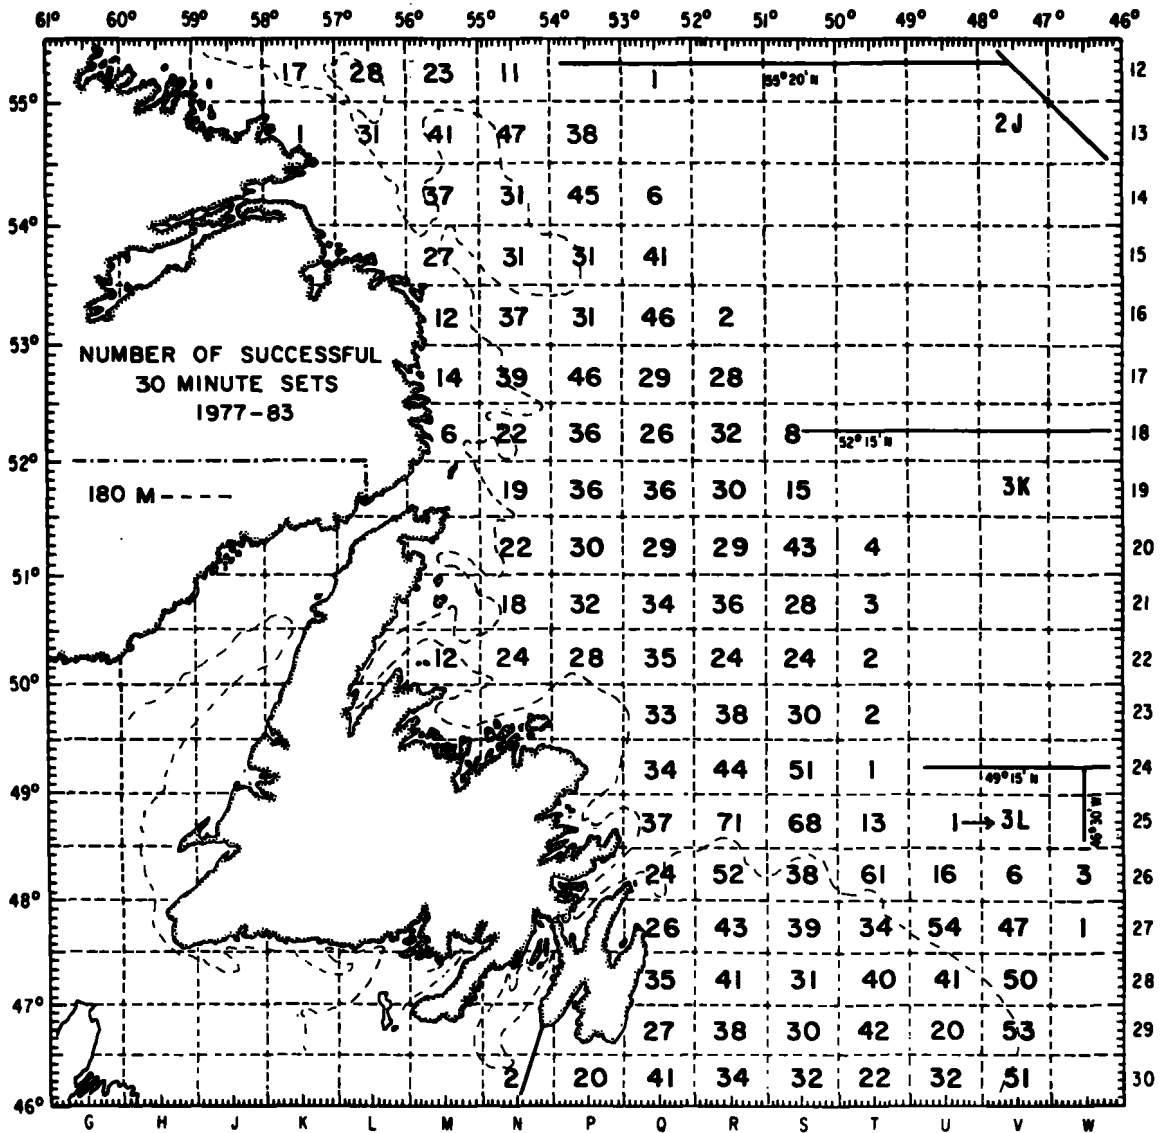 61° 60° 59° 58° 57° 56° 55° 54° 53° 52° 51° 50° 49° 48° 47° 46°
17 28 23 11 1 55°20'N 12
55°
1 31 41 47 38 2J 13
37 31 45 6 14
54°
27 31 31 41 15
12 37 31 46 2 16
53°
NUMBER OF SUCCESSFUL
30 MINUTE SETS
1977-83
14 39 46 29 28 17
6 22 36 26 32 8 52°15'N 18
52°
180 M ----
19 36 36 30 15 3K 19
22 30 29 29 43 4 20
51°
18 32 34 36 28 3 21
12 24 28 35 24 24 2 22
50°
33 38 30 2 23
34 44 51 1 49°15'N 24
49°
37 71 68 13 1→3L 46°30'W 25
24 52 38 61 16 6 3 26
48°
26 43 39 34 54 47 1 27
35 41 31 40 41 50 28
47°
27 38 30 42 20 53 29
2 20 41 34 32 22 32 51 30
46°
G H J K L M N P Q R S T U V W